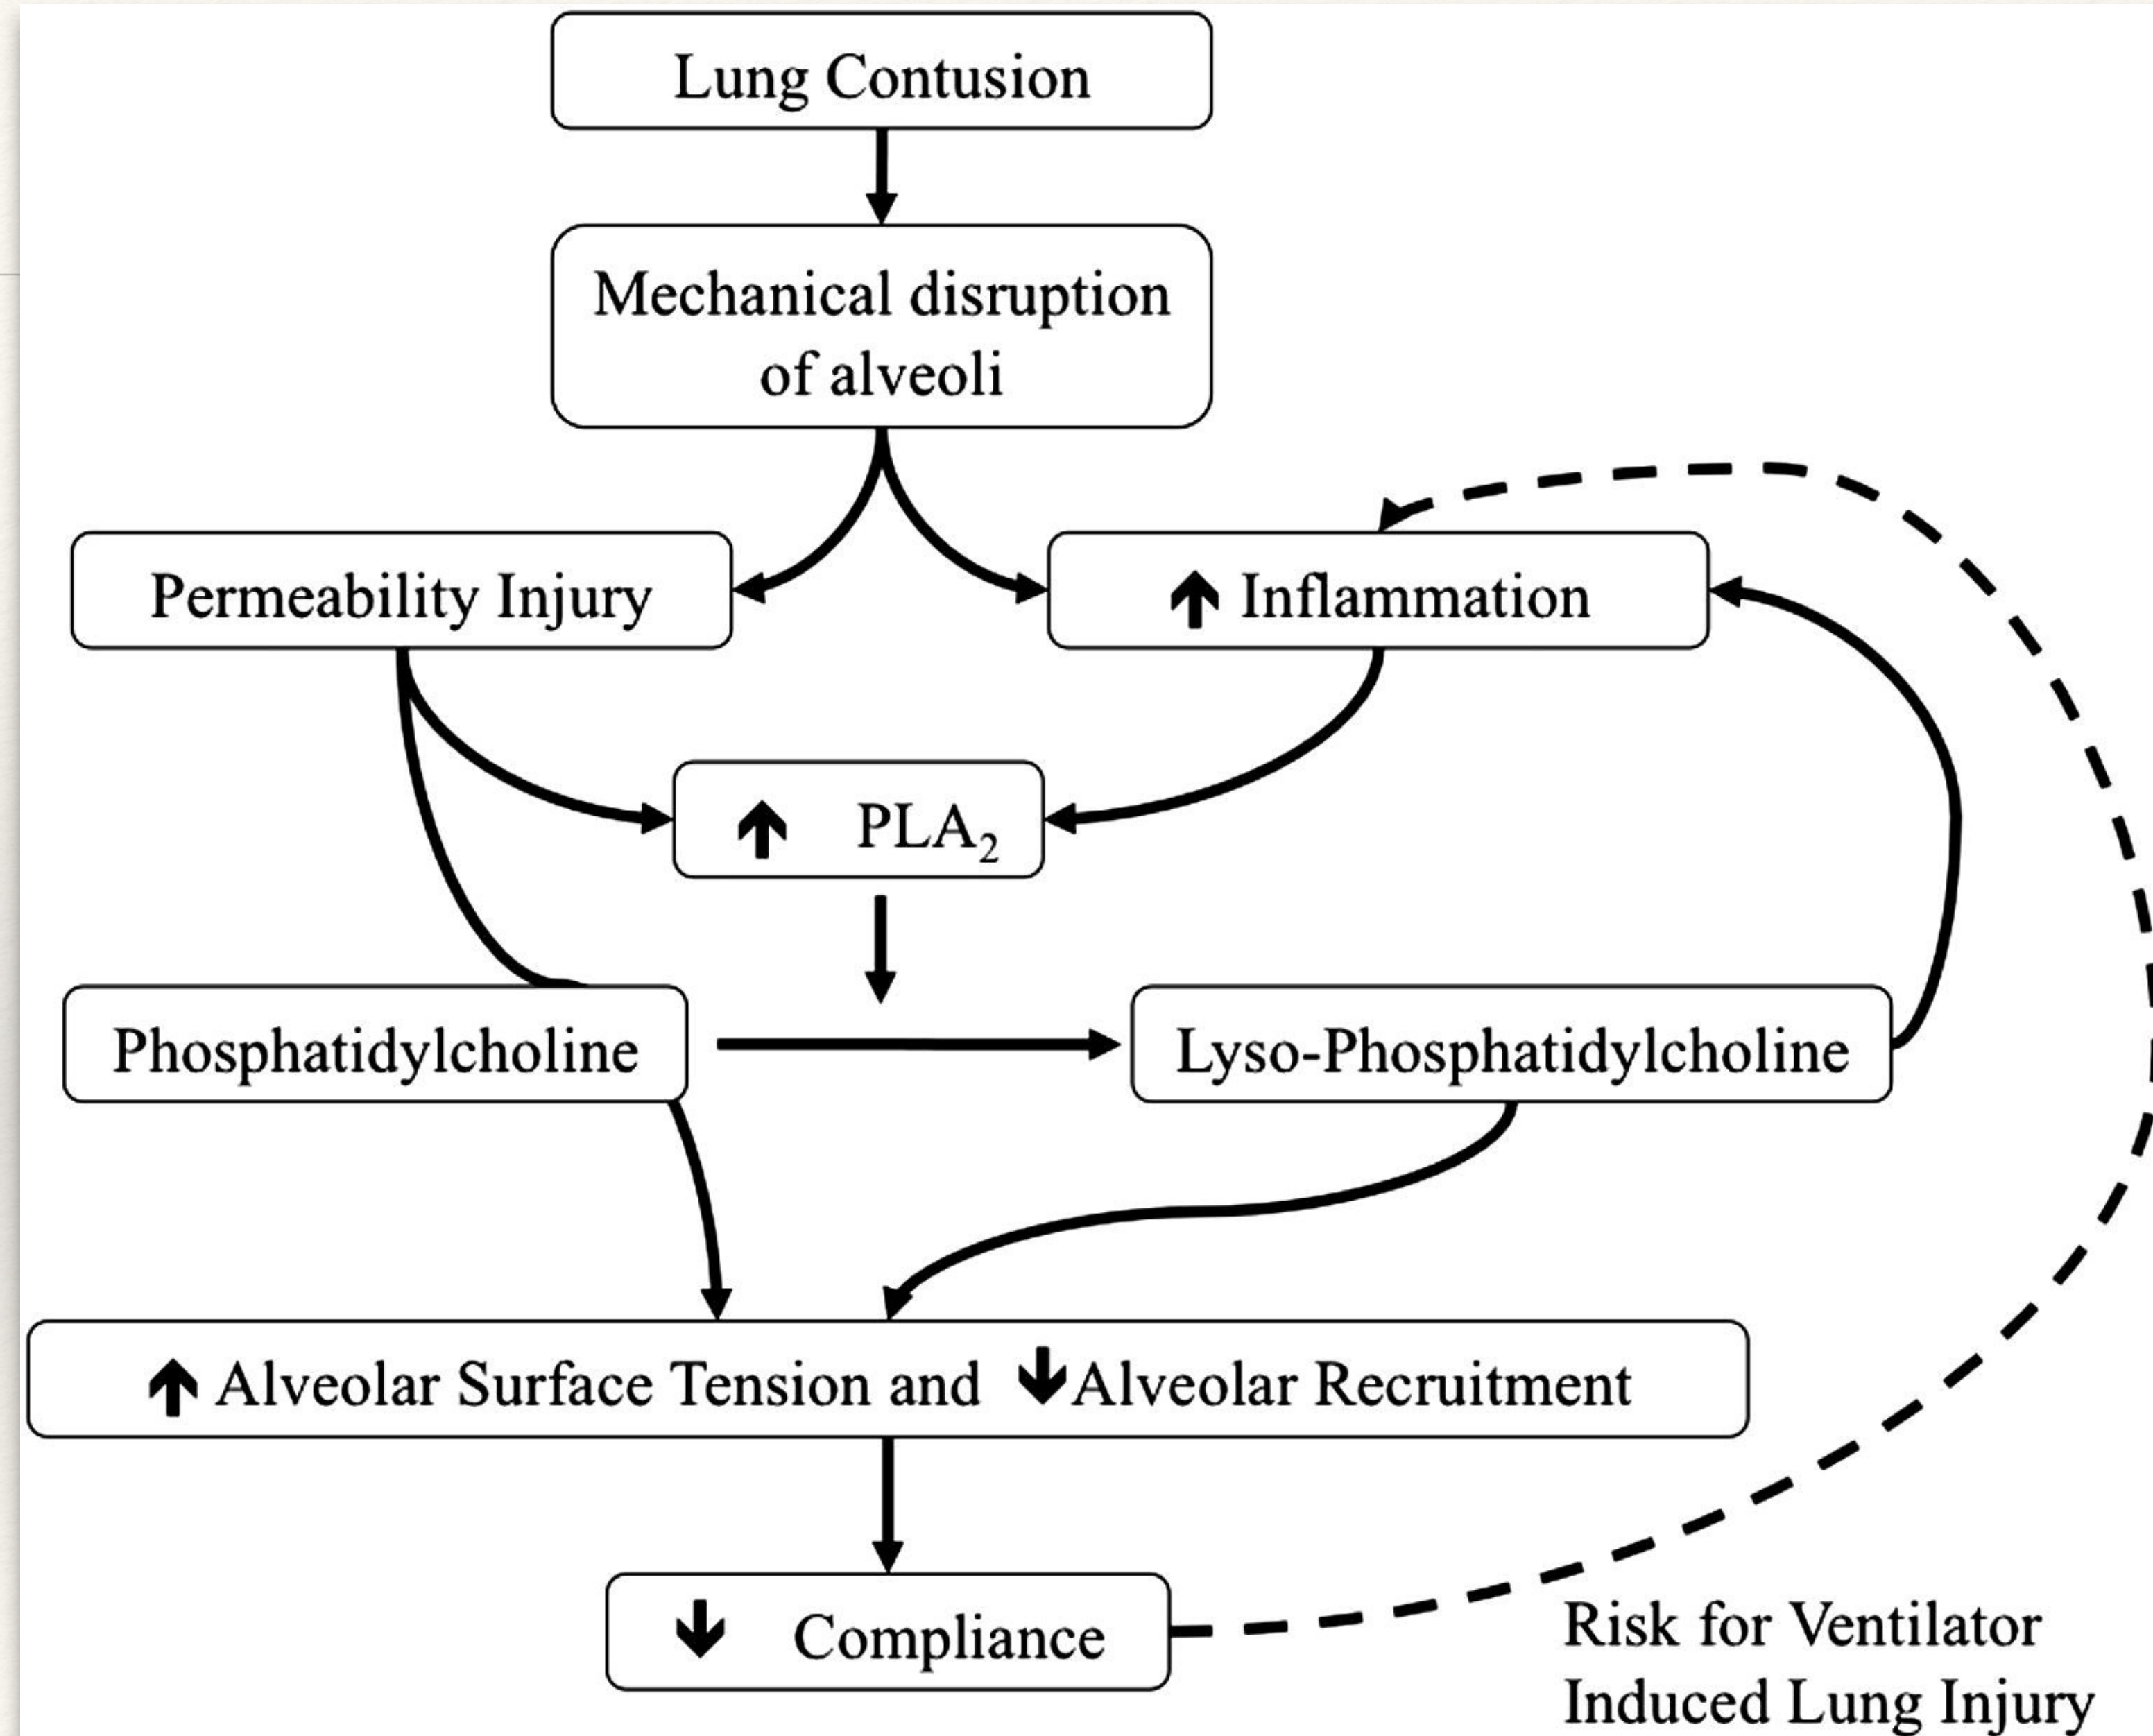 Lung Contusion
Mechanical disruption
of alveoli
Permeability Injury
↑ Inflammation
↑ PLA₂
Phosphatidylcholine
Lyso-Phosphatidylcholine
↑ Alveolar Surface Tension and ↓ Alveolar Recruitment
↓ Compliance
Risk for Ventilator
Induced Lung Injury